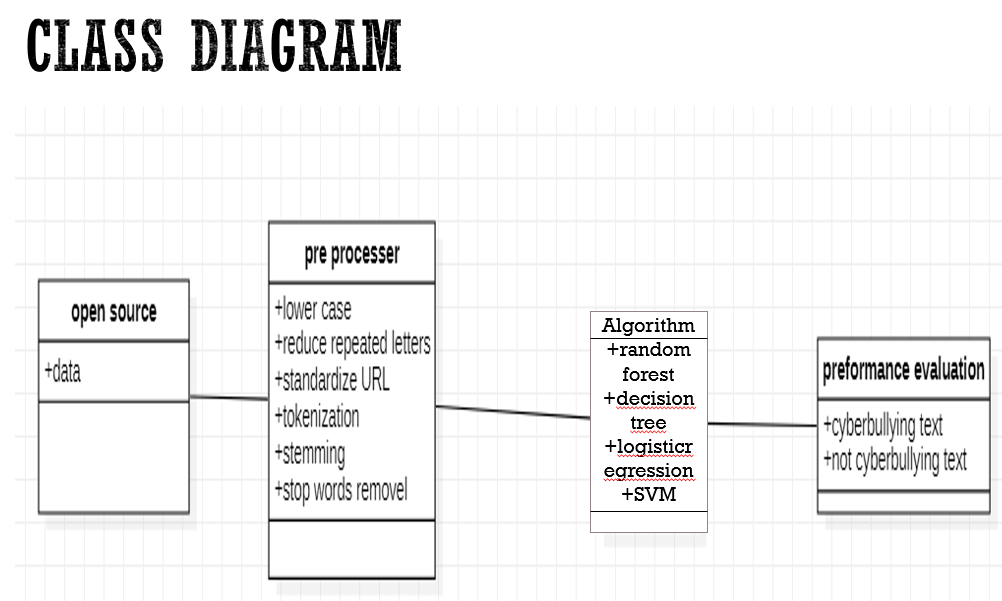 CLASS DIAGRAM
open source
+data
pre processer
+lower case
+reduce repeated letters
+standardize URL
+tokenization
+stemming
+stop words removel
Algorithm
+random
forest
+decision
tree
+logisticr
egression
+SVM
preformance evaluation
+cyberbullying text
+not cyberbullying text